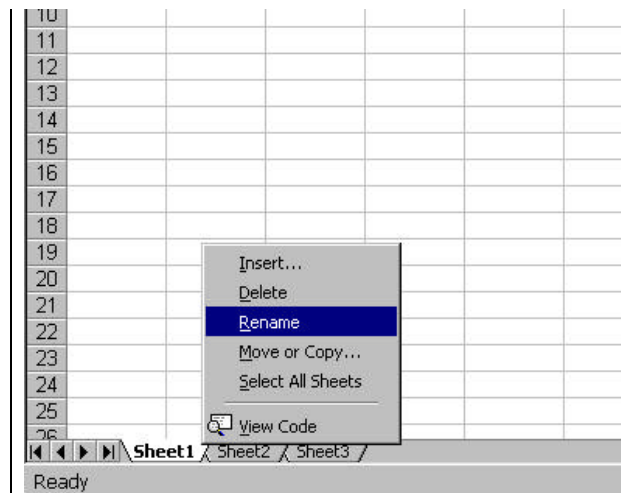 10
11
12
13
14
15
16
17
18
19
20
21
22
23
24
25
26
Insert...
Delete
Rename
Move or Copy...
Select All Sheets
View Code
Sheet1 Sheet2 Sheet3
Ready